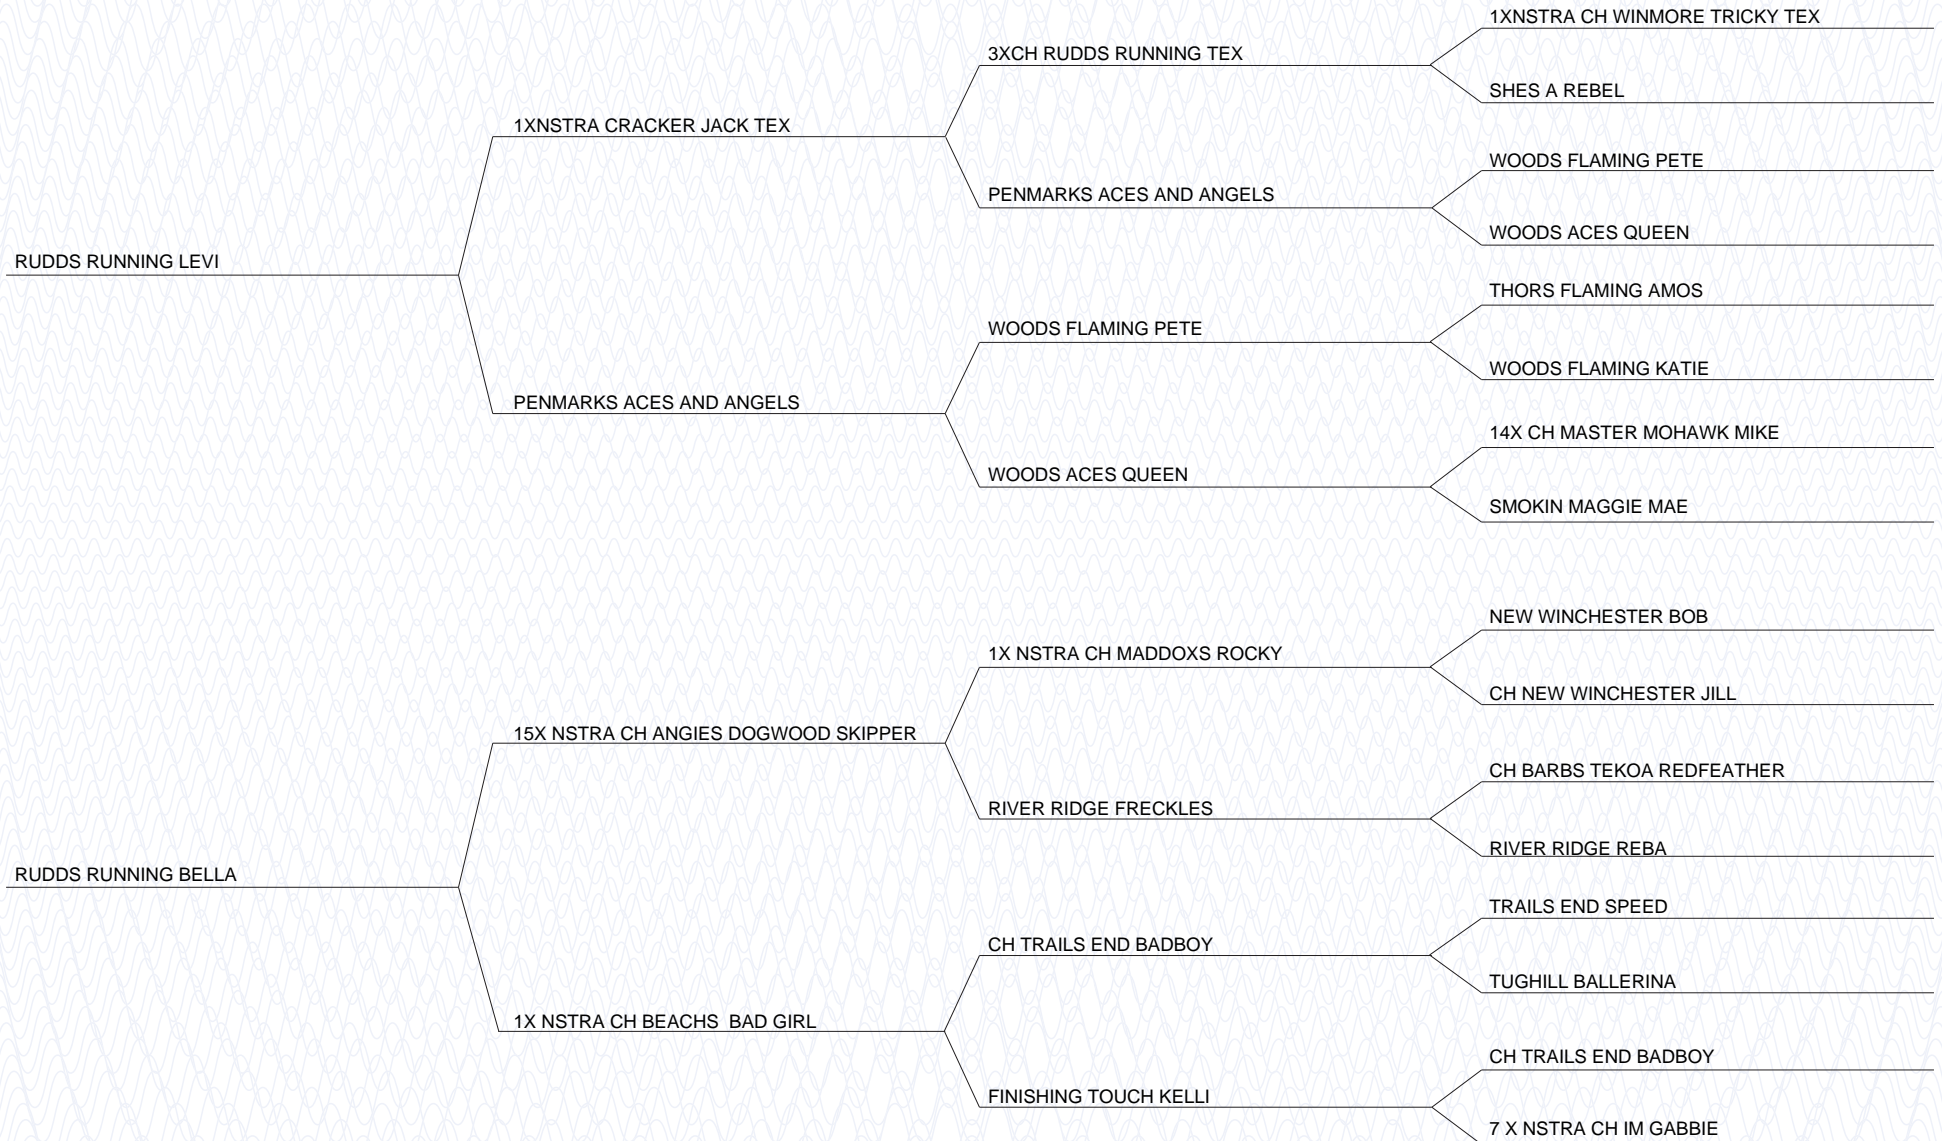 1XNSTRA CH WINMORE TRICKY TEX
3XCH RUDDS RUNNING TEX
SHES A REBEL
1XNSTRA CRACKER JACK TEX
WOODS FLAMING PETE
PENMARKS ACES AND ANGELS
WOODS ACES QUEEN
RUDDS RUNNING LEVI
THORS FLAMING AMOS
WOODS FLAMING PETE
WOODS FLAMING KATIE
PENMARKS ACES AND ANGELS
14X CH MASTER MOHAWK MIKE
WOODS ACES QUEEN
SMOKIN MAGGIE MAE
NEW WINCHESTER BOB
1X NSTRA CH MADDOXS ROCKY
CH NEW WINCHESTER JILL
15X NSTRA CH ANGIES DOGWOOD SKIPPER
CH BARBS TEKOA REDFEATHER
RIVER RIDGE FRECKLES
RIVER RIDGE REBA
RUDDS RUNNING BELLA
TRAILS END SPEED
CH TRAILS END BADBOY
TUGHILL BALLERINA
1X NSTRA CH BEACHS  BAD GIRL
CH TRAILS END BADBOY
FINISHING TOUCH KELLI
7 X NSTRA CH IM GABBIE